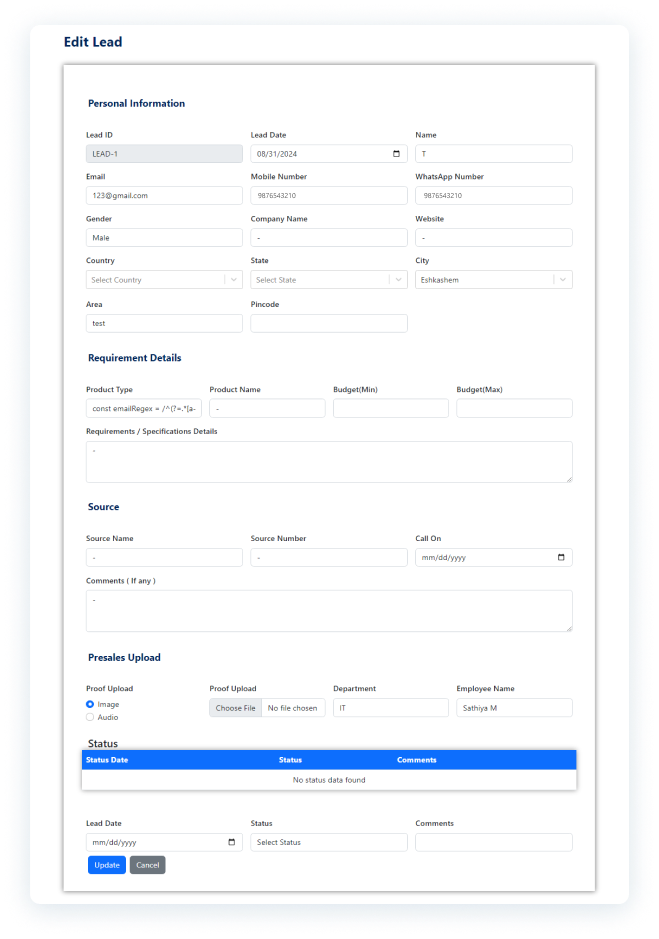 Edit Lead
Personal Information
Lead ID Lead Date Name
LEAD-1 08/31/2024 T
Email Mobile Number WhatsApp Number
123@gmail.com 9876543210 9876543210
Gender Company Name Website
Male - -
Country State City
Select Country Select State Eshkashem
Area Pincode
test
Requirement Details
Product Type Product Name Budget(Min) Budget(Max)
const emailRegex = /^(?=.*[a- -
Requirements / Specifications Details
-
Source
Source Name Source Number Call On
- - mm/dd/yyyy
Comments ( If any )
-
Presales Upload
Proof Upload Proof Upload Department Employee Name
Image Choose File No file chosen IT Sathiya M
Audio
Status
Status Date Status Comments
No status data found
Lead Date Status Comments
mm/dd/yyyy Select Status
Update Cancel